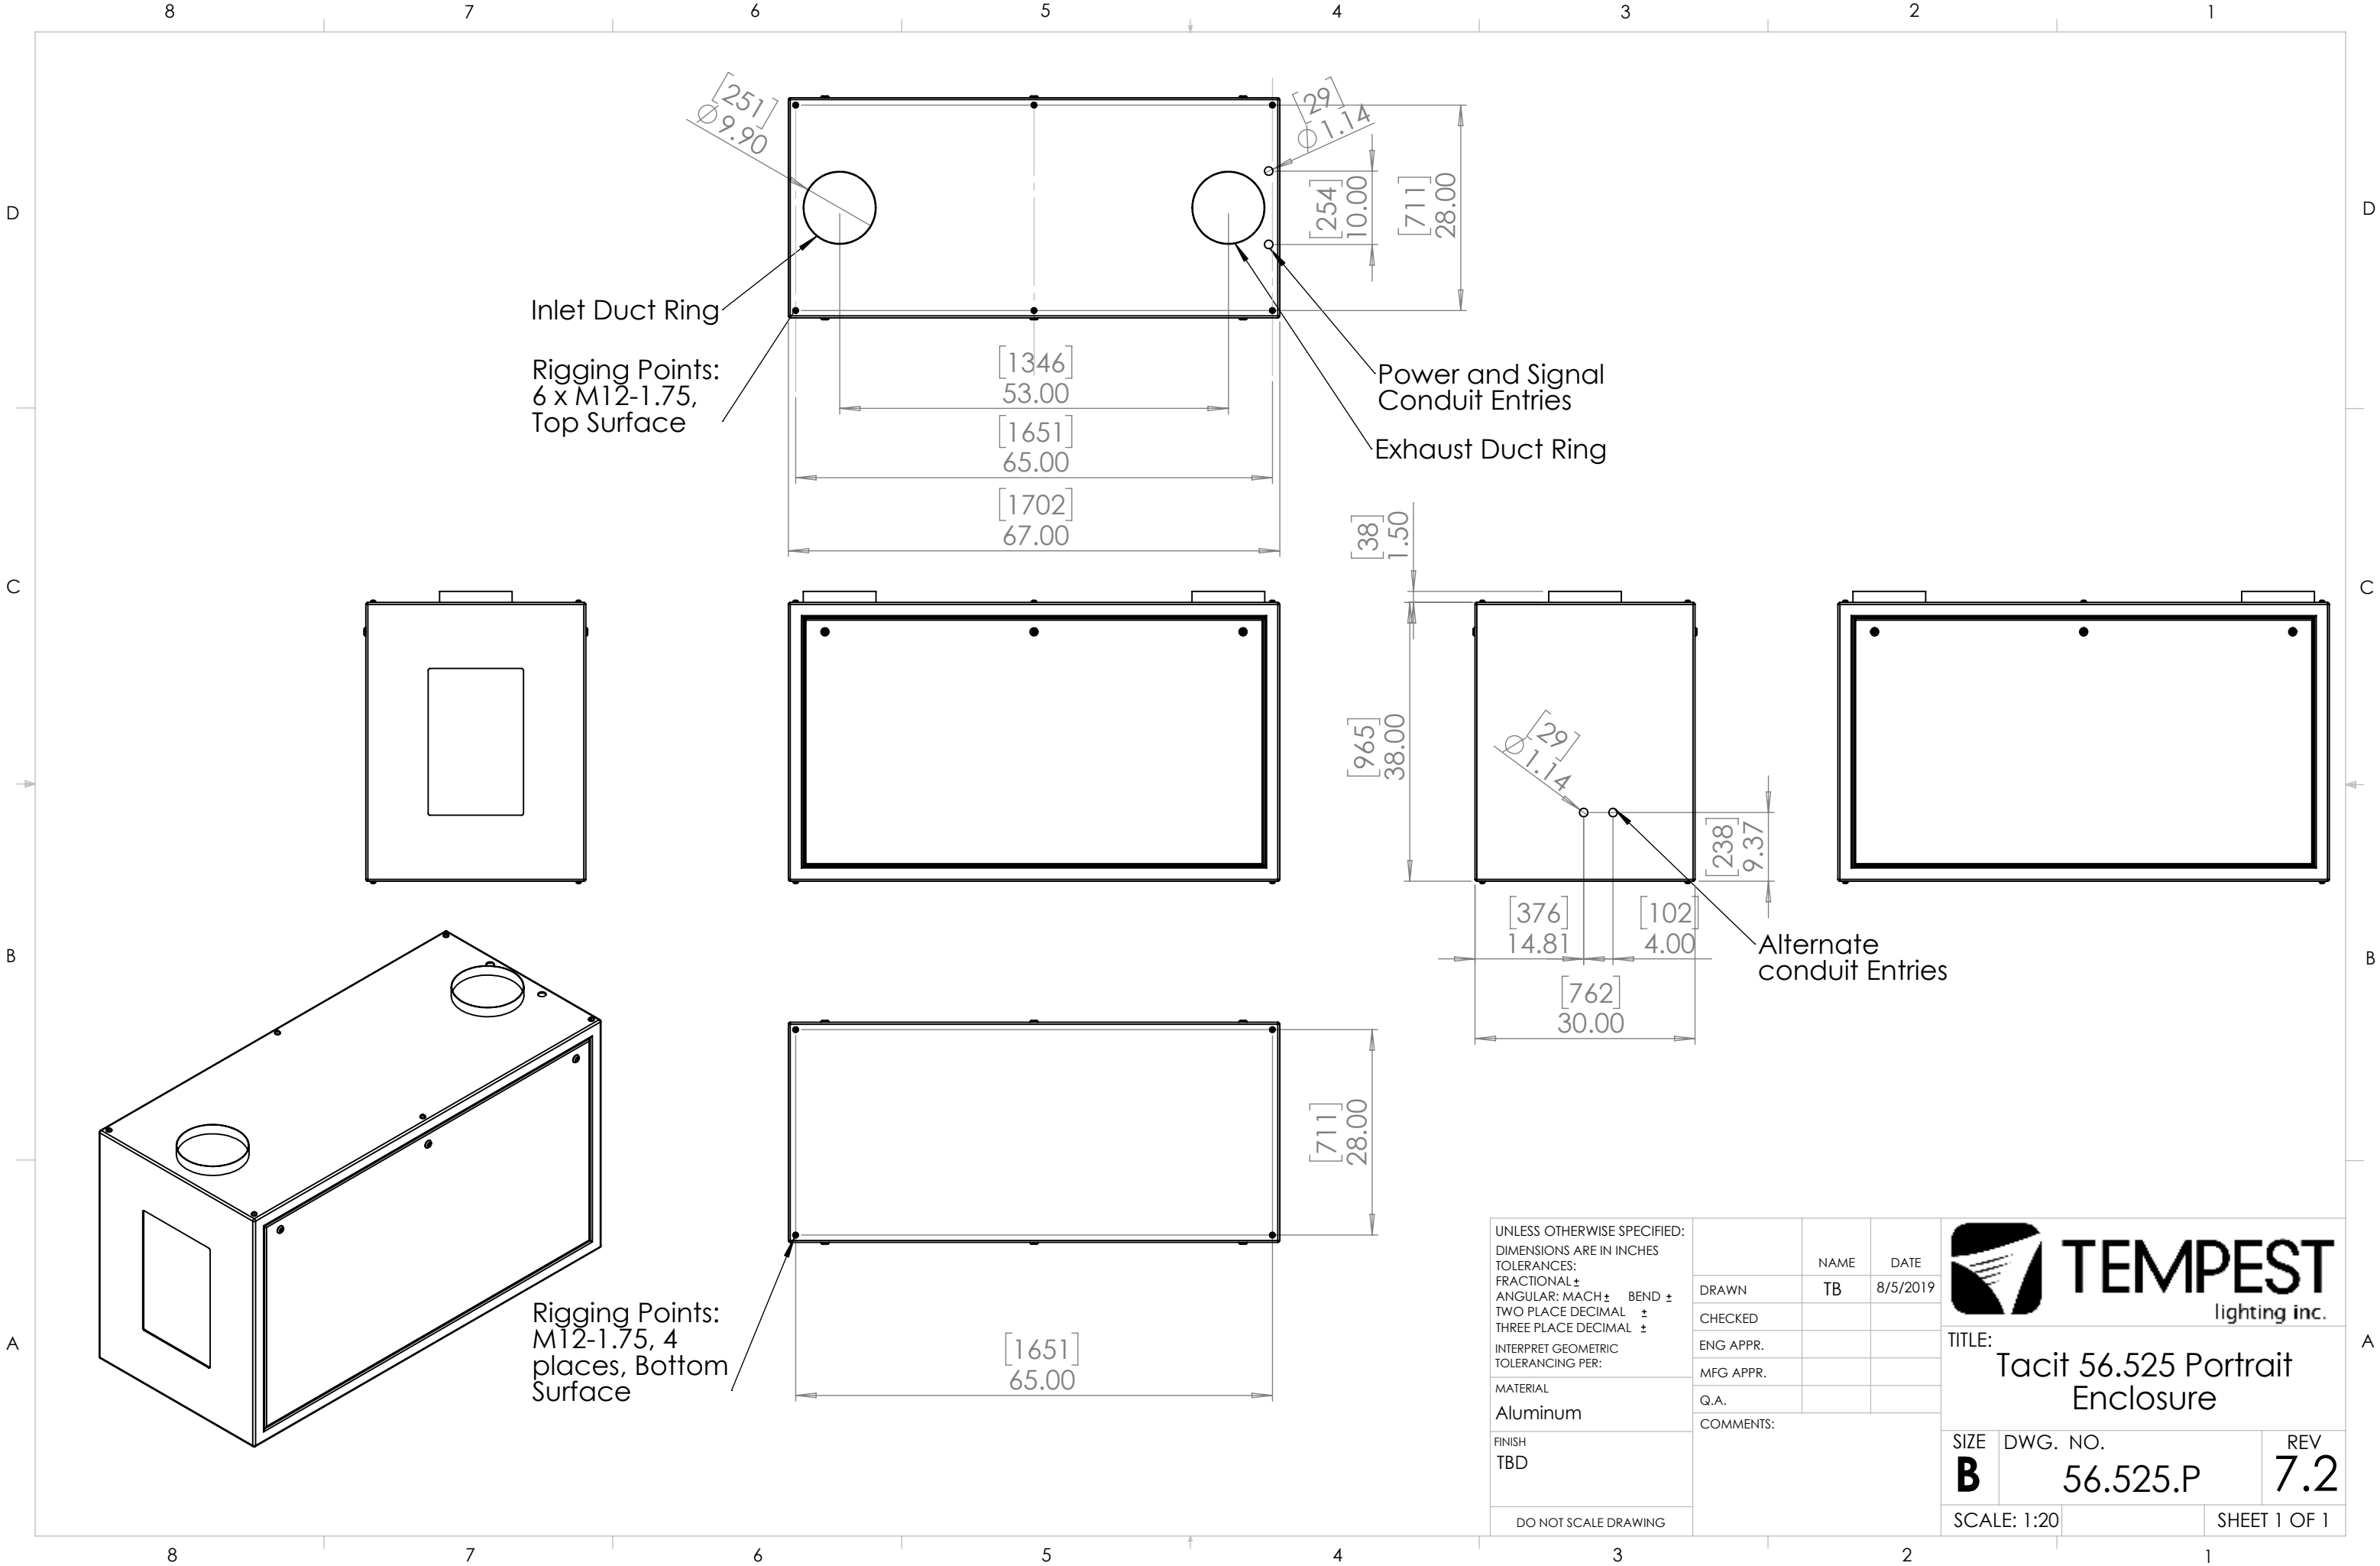 8 7 6 5 4 3 2 1
D
D
C
C
B
B
A
A
[251]
∅ 9.90
[29]
∅ 1.14
[254]
10.00
[711]
28.00
Inlet Duct Ring
Rigging Points:
6 x M12-1.75,
Top Surface
[1346]
53.00
[1651]
65.00
[1702]
67.00
Power and Signal
Conduit Entries
Exhaust Duct Ring
[38]
1.50
[965]
38.00
[29]
∅ 1.14
[238]
9.37
[376]
14.81
[102]
4.00
[762]
30.00
Alternate
conduit Entries
[711]
28.00
[1651]
65.00
Rigging Points:
M12-1.75, 4
places, Bottom
Surface
UNLESS OTHERWISE SPECIFIED:
DIMENSIONS ARE IN INCHES
TOLERANCES:
FRACTIONAL ±
ANGULAR: MACH ± BEND ±
TWO PLACE DECIMAL ±
THREE PLACE DECIMAL ±
INTERPRET GEOMETRIC
TOLERANCING PER:
MATERIAL
Aluminum
FINISH
TBD
DO NOT SCALE DRAWING
NAME DATE
DRAWN TB 8/5/2019
CHECKED
ENG APPR.
MFG APPR.
Q.A.
COMMENTS:
TEMPEST
lighting inc.
TITLE:
Tacit 56.525 Portrait
Enclosure
SIZE DWG. NO. REV
B 56.525.P 7.2
SCALE: 1:20 SHEET 1 OF 1
8 7 6 5 4 3 2 1